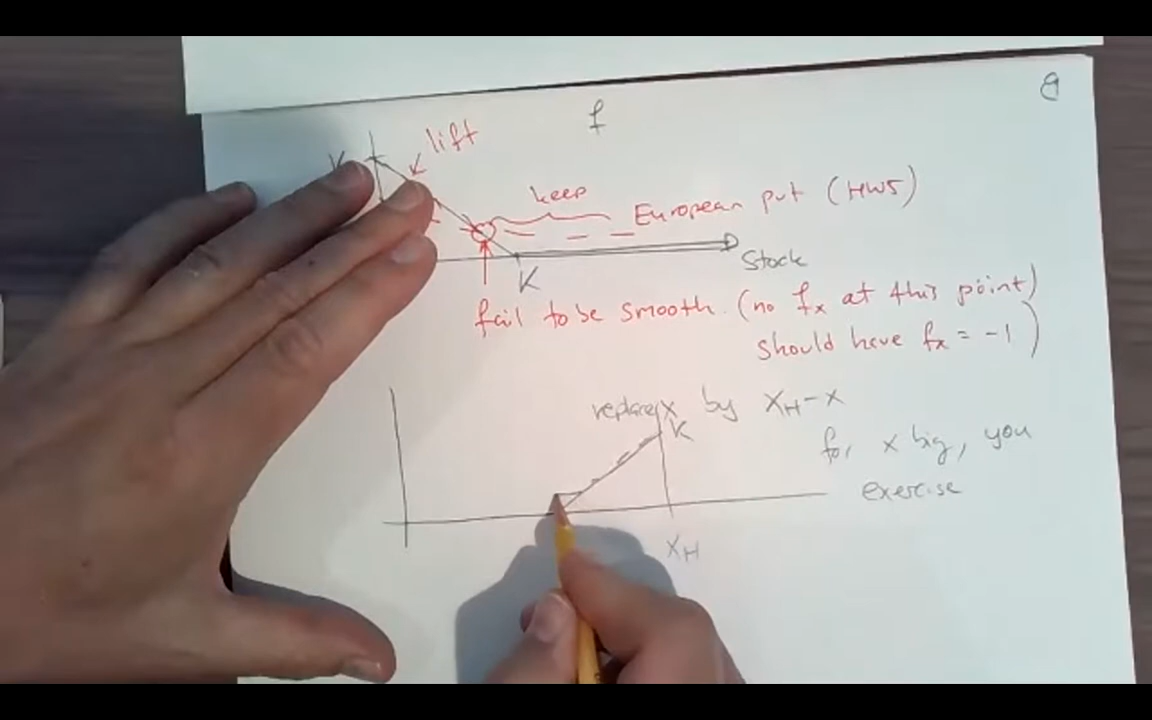 f
lift
K
keep
European put (HW5)
Stock
K
fail to be smooth. (no fx at this point)
should have fx = -1)
replace x by xH-x
K
for x big, you
exercise
xH